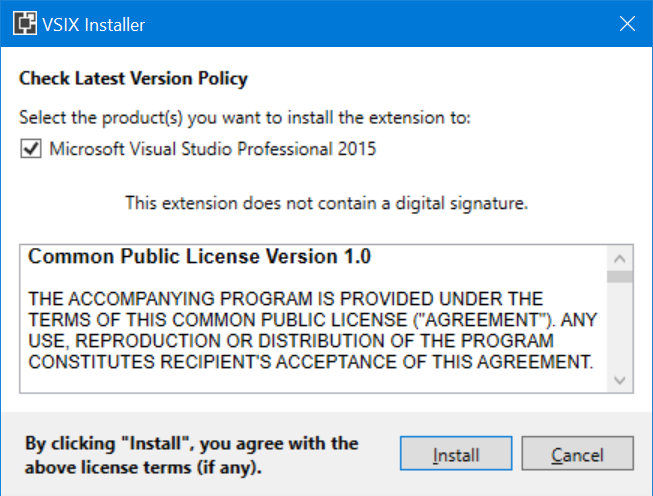 VSIX Installer
Check Latest Version Policy
Select the product(s) you want to install the extension to:
Microsoft Visual Studio Professional 2015
This extension does not contain a digital signature.
Common Public License Version 1.0
THE ACCOMPANYING PROGRAM IS PROVIDED UNDER THE
TERMS OF THIS COMMON PUBLIC LICENSE ("AGREEMENT"). ANY
USE, REPRODUCTION OR DISTRIBUTION OF THE PROGRAM
CONSTITUTES RECIPIENT'S ACCEPTANCE OF THIS AGREEMENT.
By clicking "Install", you agree with the
above license terms (if any).
Install
Cancel